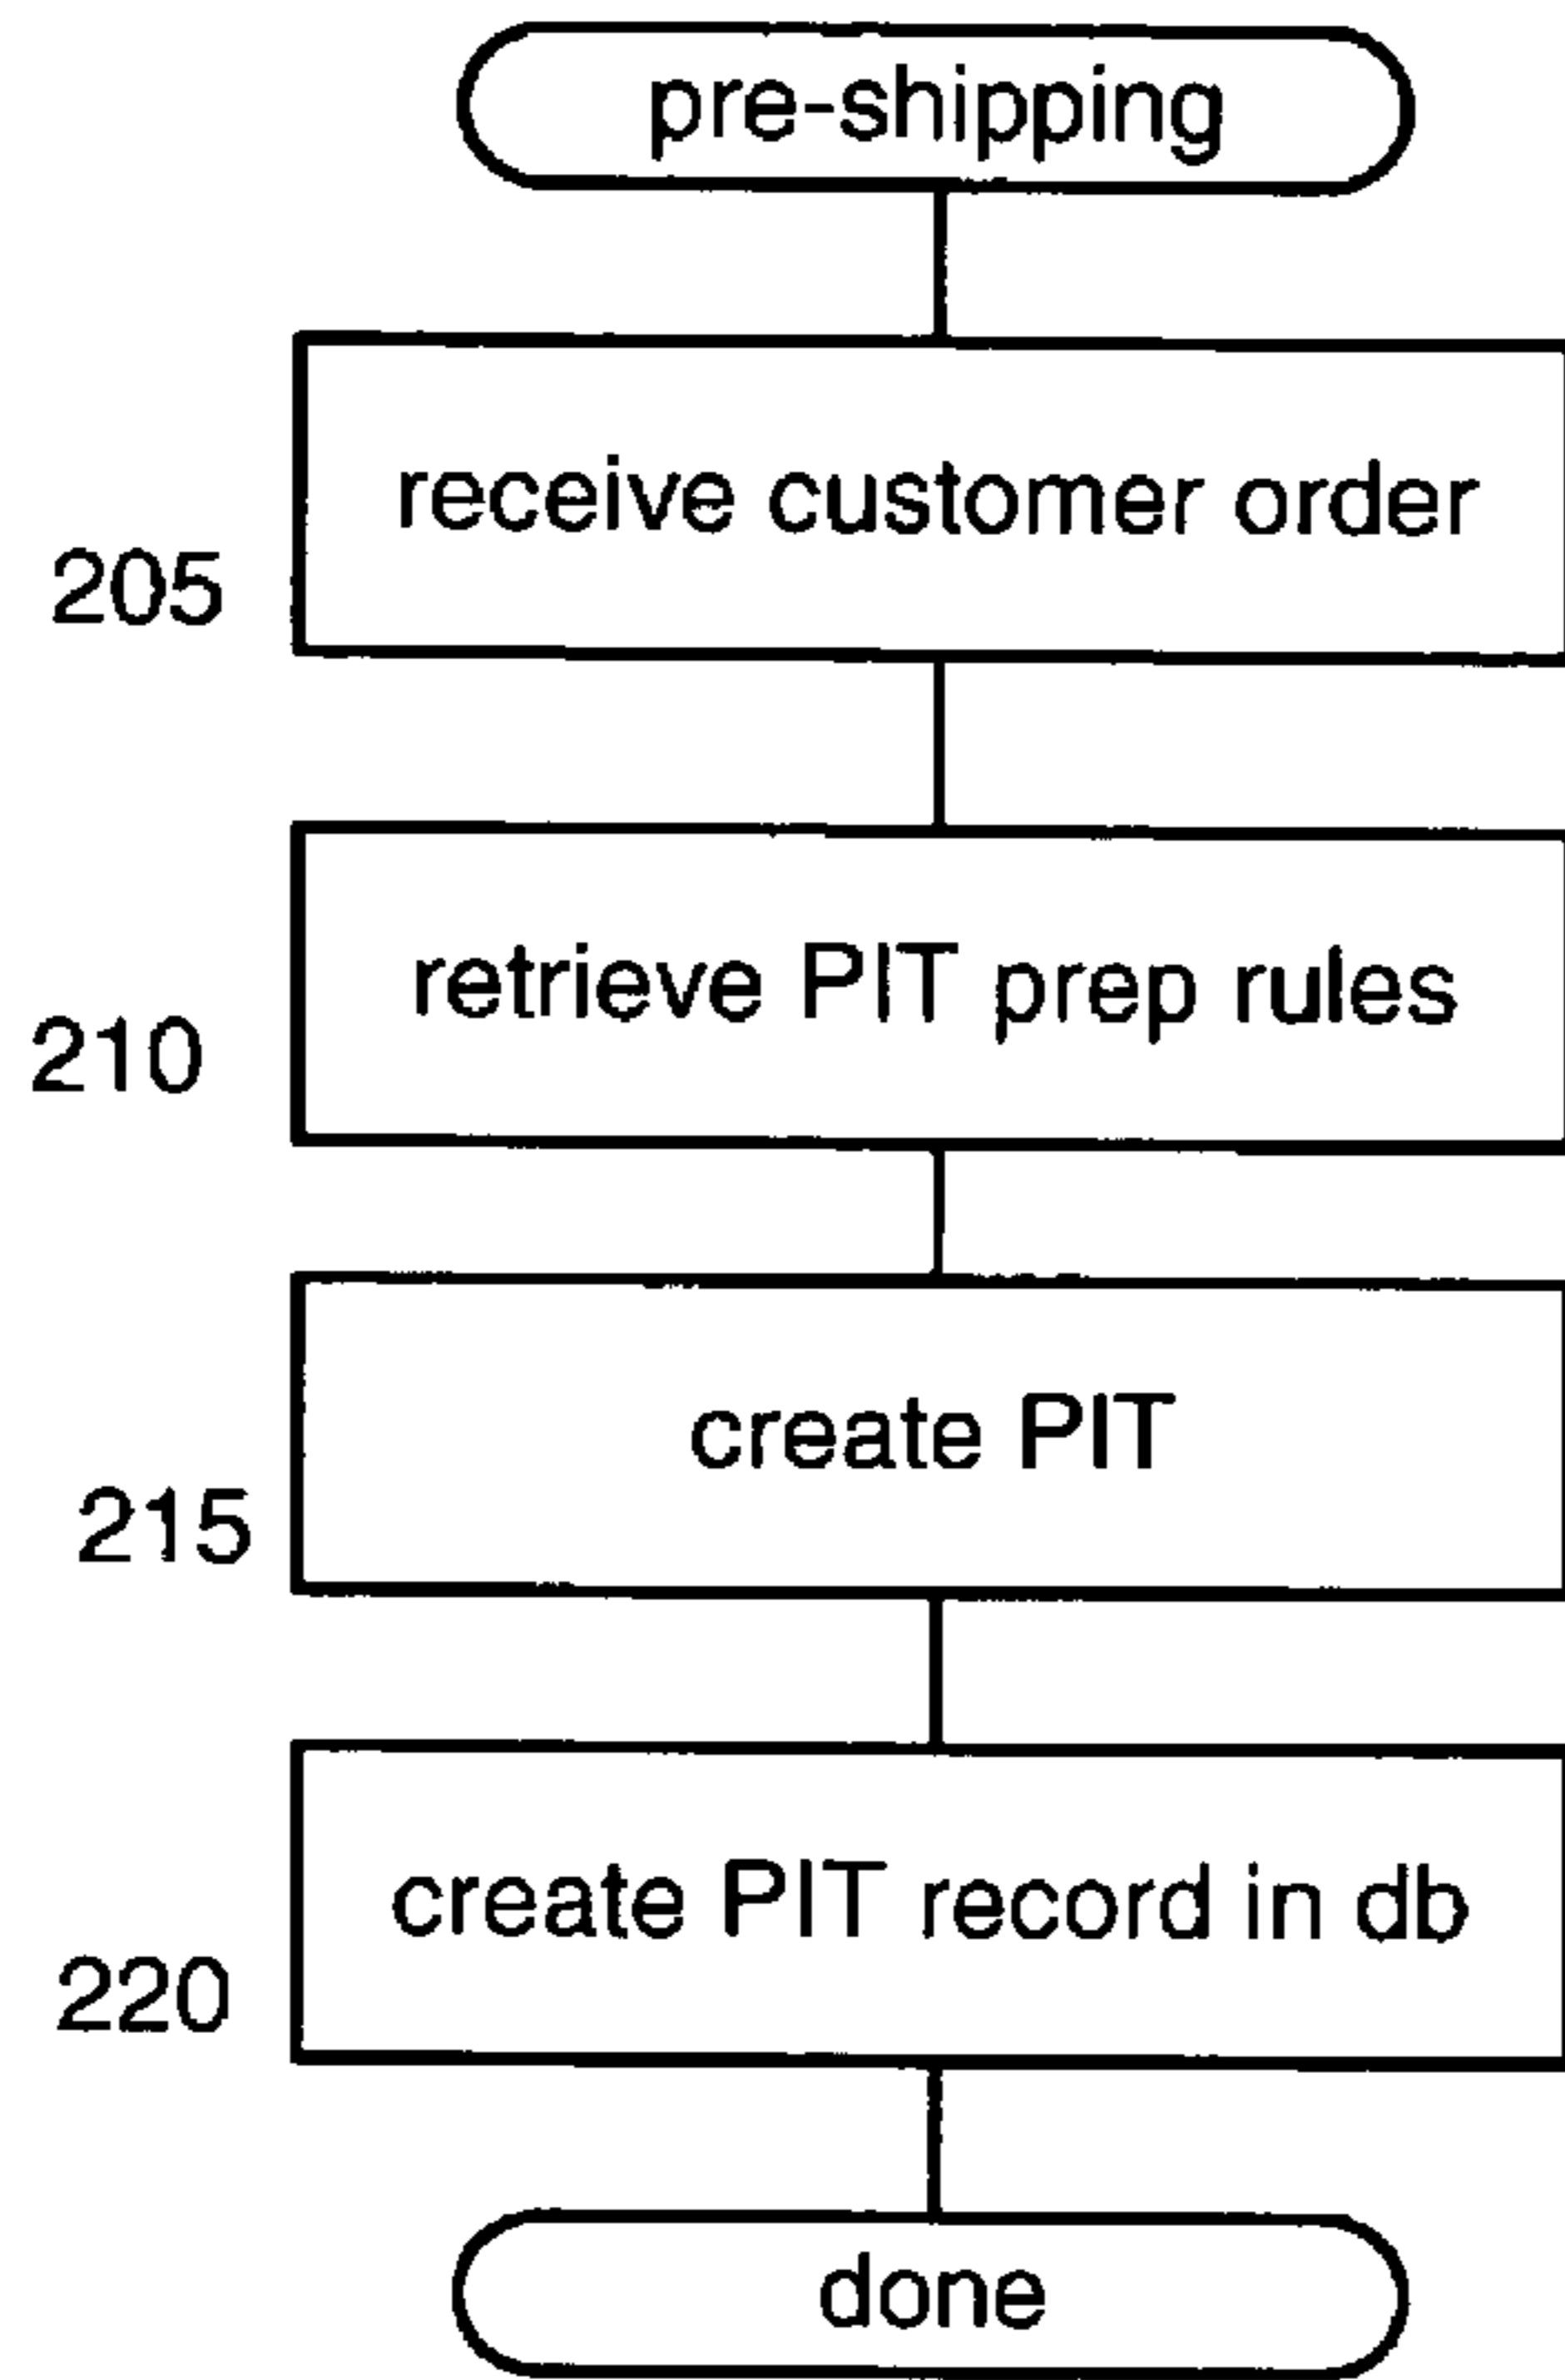 pre-shipping
receive customer order
205
retrieve PIT prep rules
210
create PIT
215
create PIT record in db
220
done